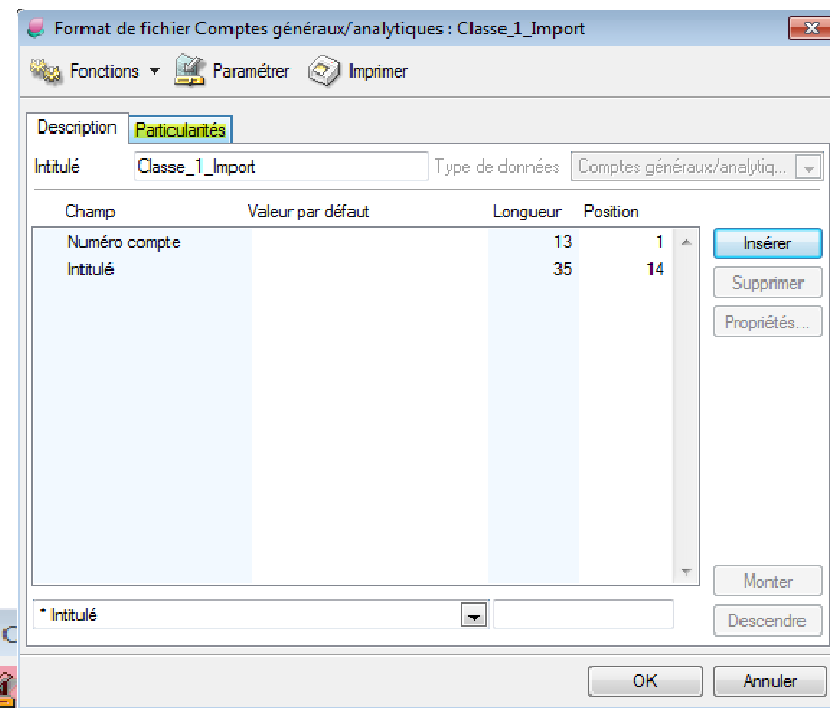 Format de fichier Comptes généraux/analytiques : Classe_1_Import
Fonctions Paramétrer Imprimer
Description Particularités
Intitulé Classe_1_Import Type de données Comptes généraux/analytiq...
Champ Valeur par défaut Longueur Position
Numéro compte 13 1 Insérer
Intitulé 35 14
Supprimer
Propriétés...
Monter
* Intitulé
Descendre
OK Annuler